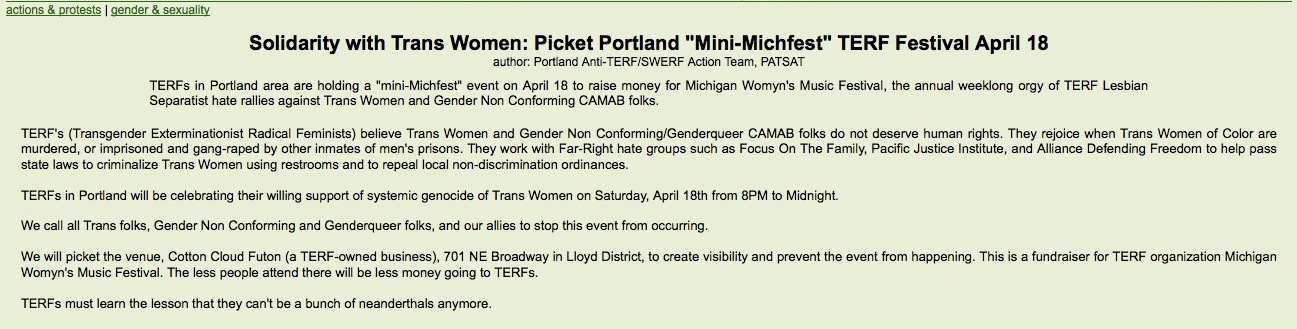 actions & protests | gender & sexuality
Solidarity with Trans Women: Picket Portland "Mini-Michfest" TERF Festival April 18
author: Portland Anti-TERF/SWERF Action Team, PATSAT
TERFs in Portland area are holding a "mini-Michfest" event on April 18 to raise money for Michigan Womyn's Music Festival, the annual weeklong orgy of TERF Lesbian
Separatist hate rallies against Trans Women and Gender Non Conforming CAMAB folks.
TERF's (Transgender Exterminationist Radical Feminists) believe Trans Women and Gender Non Conforming/Genderqueer CAMAB folks do not deserve human rights. They rejoice when Trans Women of Color are
murdered, or imprisoned and gang-raped by other inmates of men's prisons. They work with Far-Right hate groups such as Focus On The Family, Pacific Justice Institute, and Alliance Defending Freedom to help pass
state laws to criminalize Trans Women using restrooms and to repeal local non-discrimination ordinances.
TERFs in Portland will be celebrating their willing support of systemic genocide of Trans Women on Saturday, April 18th from 8PM to Midnight.
We call all Trans folks, Gender Non Conforming and Genderqueer folks, and our allies to stop this event from occurring.
We will picket the venue, Cotton Cloud Futon (a TERF-owned business), 701 NE Broadway in Lloyd District, to create visibility and prevent the event from happening. This is a fundraiser for TERF organization Michigan
Womyn's Music Festival. The less people attend there will be less money going to TERFs.
TERFs must learn the lesson that they can't be a bunch of neanderthals anymore.